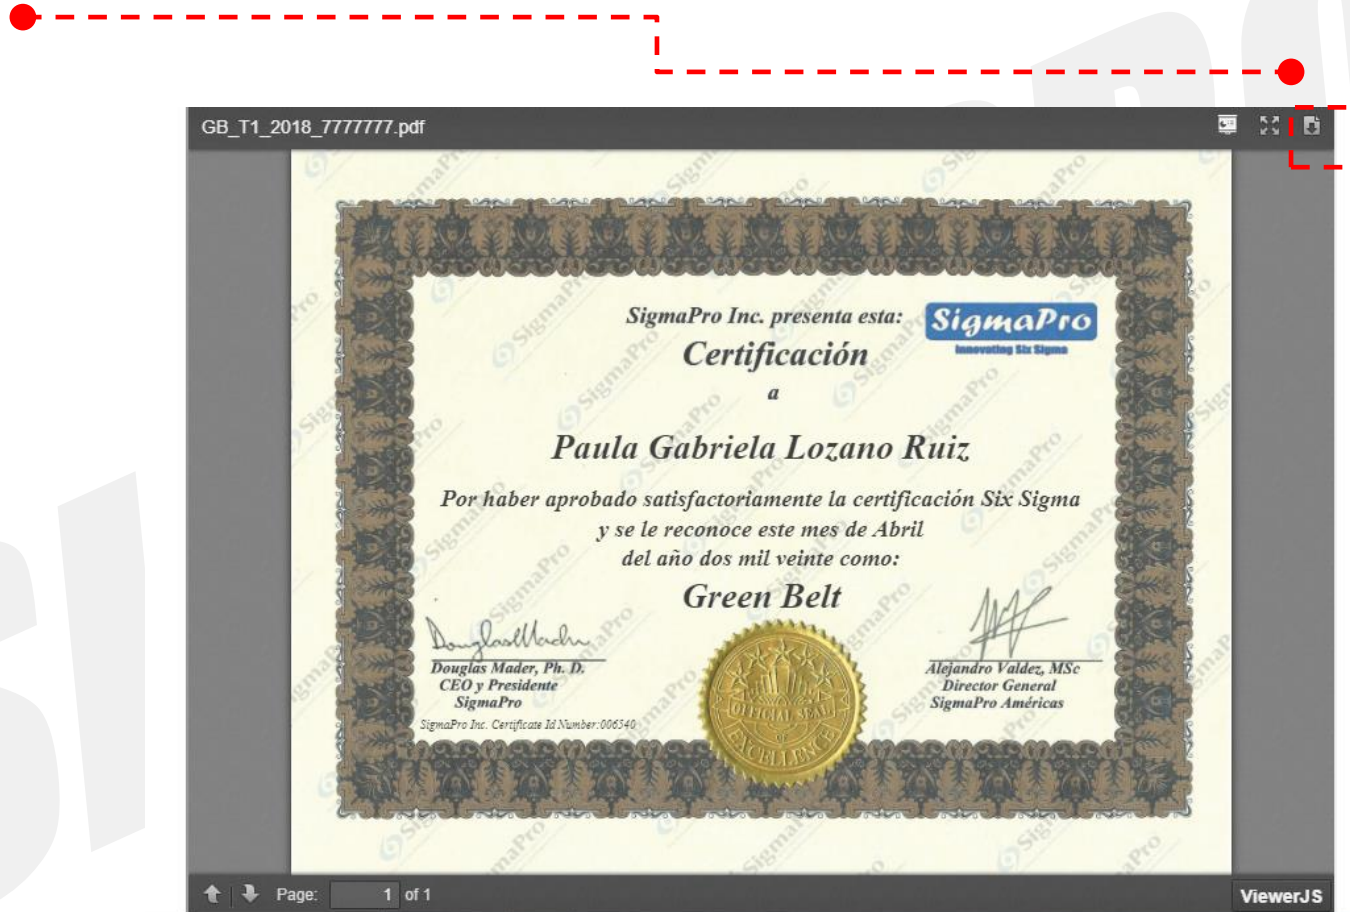 GB_T1_2018_7777777.pdf
SigmaPro Inc. presenta esta:
SigmaPro
Innovating Six Sigma
Certificación
a
Paula Gabriela Lozano Ruiz
Por haber aprobado satisfactoriamente la certificación Six Sigma
y se le reconoce este mes de Abril
del año dos mil veinte como:
Green Belt
Douglas Mader, Ph. D.
CEO y Presidente
SigmaPro
SigmaPro Inc. Certificate Id Number:006540
OFFICIAL SEAL
OF
EXCELLENCE
Alejandro Valdez, MSc
Director General
SigmaPro Américas
Page: 1 of 1
ViewerJS